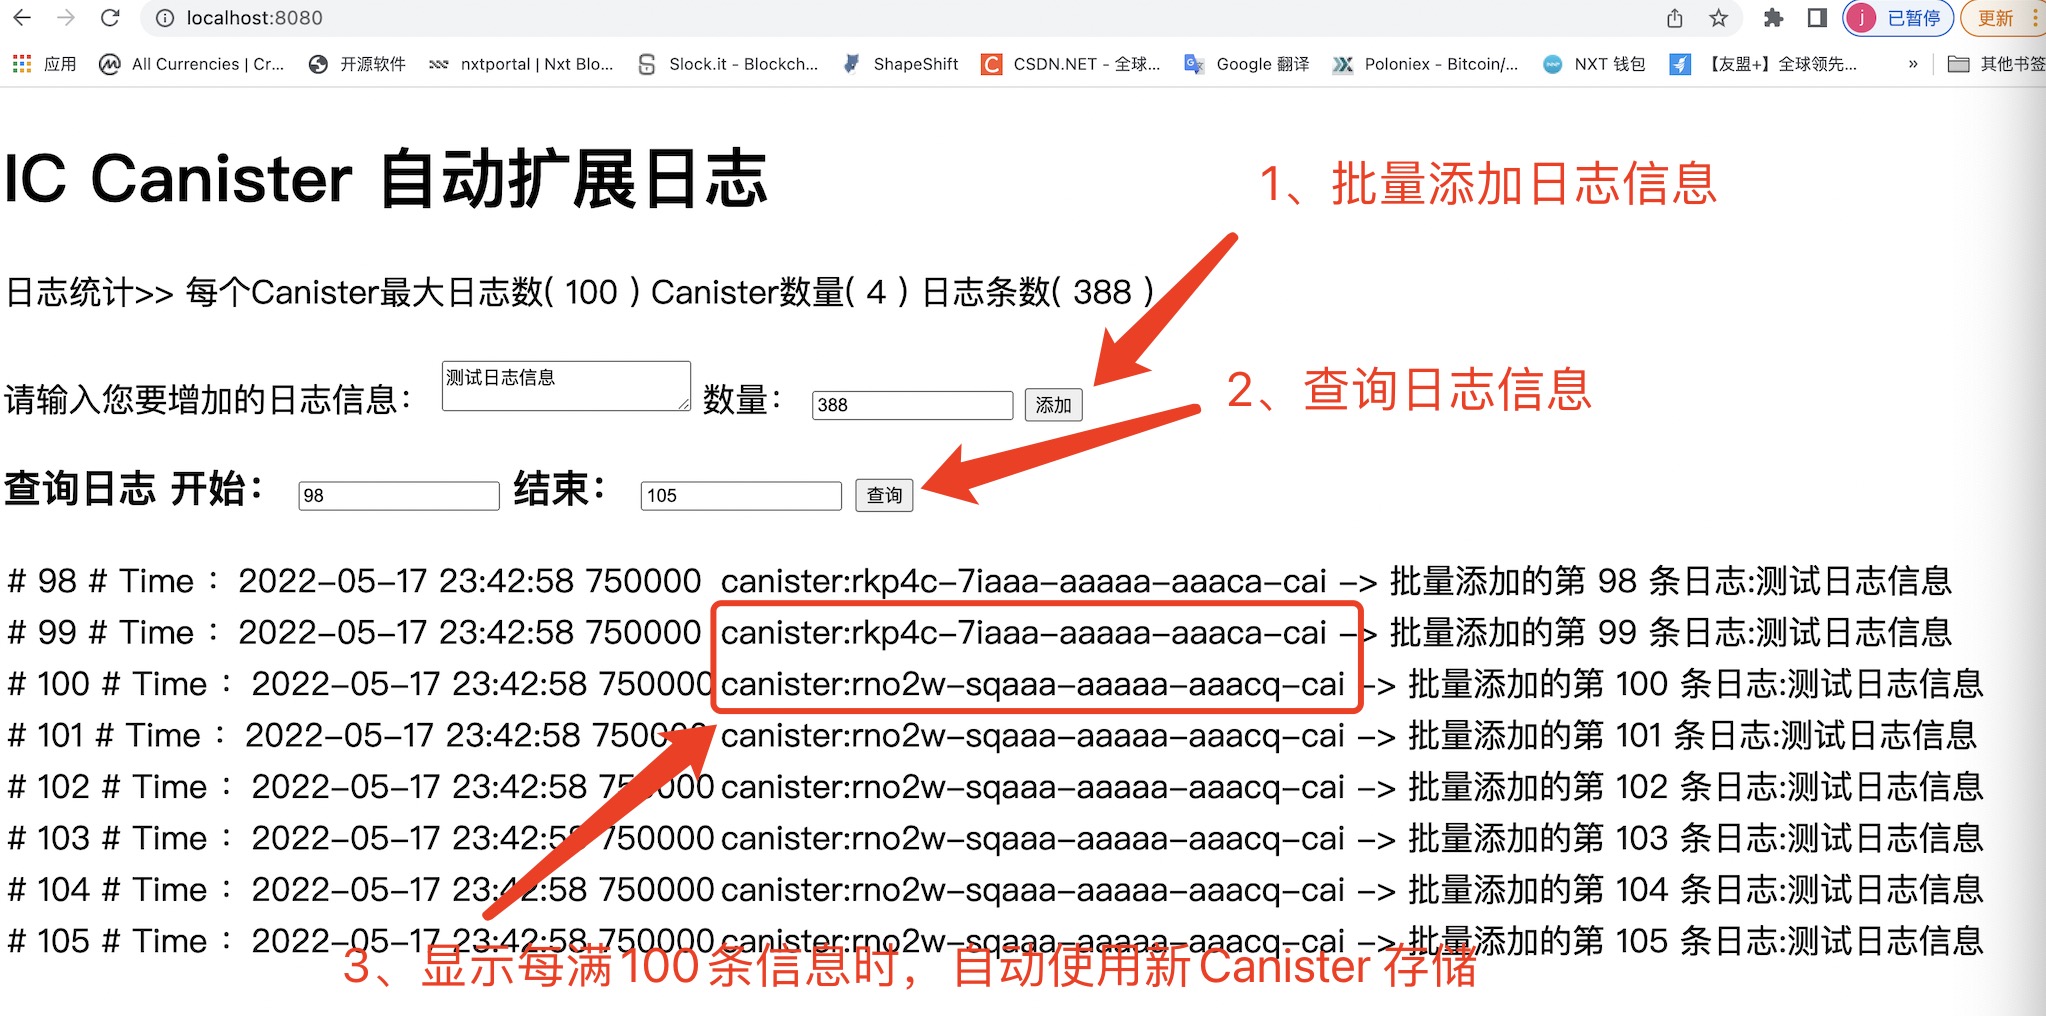 localhost:8080
已暂停
更新
应用
All Currencies | Cr...
开源软件
nxtportal | Nxt Blo...
Slock.it - Blockch...
ShapeShift
CSDN.NET - 全球...
Google 翻译
Poloniex - Bitcoin/...
NXT 钱包
【友盟+】全球领先...
»
其他书签
IC Canister 自动扩展日志
1、批量添加日志信息
日志统计>> 每个Canister最大日志数( 100 ) Canister数量( 4 ) 日志条数( 388 )
请输入您要增加的日志信息： 测试日志信息 数量： 388 添加
2、查询日志信息
查询日志 开始： 98 结束： 105 查询
# 98 # Time： 2022-05-17 23:42:58 750000 canister:rkp4c-7iaaa-aaaaa-aaaca-cai -> 批量添加的第 98 条日志:测试日志信息
# 99 # Time： 2022-05-17 23:42:58 750000 canister:rkp4c-7iaaa-aaaaa-aaaca-cai -> 批量添加的第 99 条日志:测试日志信息
# 100 # Time： 2022-05-17 23:42:58 750000 canister:rno2w-sqaaa-aaaaa-aaacq-cai -> 批量添加的第 100 条日志:测试日志信息
# 101 # Time： 2022-05-17 23:42:58 750000 canister:rno2w-sqaaa-aaaaa-aaacq-cai -> 批量添加的第 101 条日志:测试日志信息
# 102 # Time： 2022-05-17 23:42:58 750000 canister:rno2w-sqaaa-aaaaa-aaacq-cai -> 批量添加的第 102 条日志:测试日志信息
# 103 # Time： 2022-05-17 23:42:58 750000 canister:rno2w-sqaaa-aaaaa-aaacq-cai -> 批量添加的第 103 条日志:测试日志信息
# 104 # Time： 2022-05-17 23:42:58 750000 canister:rno2w-sqaaa-aaaaa-aaacq-cai -> 批量添加的第 104 条日志:测试日志信息
# 105 # Time： 2022-05-17 23:42:58 750000 canister:rno2w-sqaaa-aaaaa-aaacq-cai -> 批量添加的第 105 条日志:测试日志信息
3、显示每满100条信息时，自动使用新Canister 存储